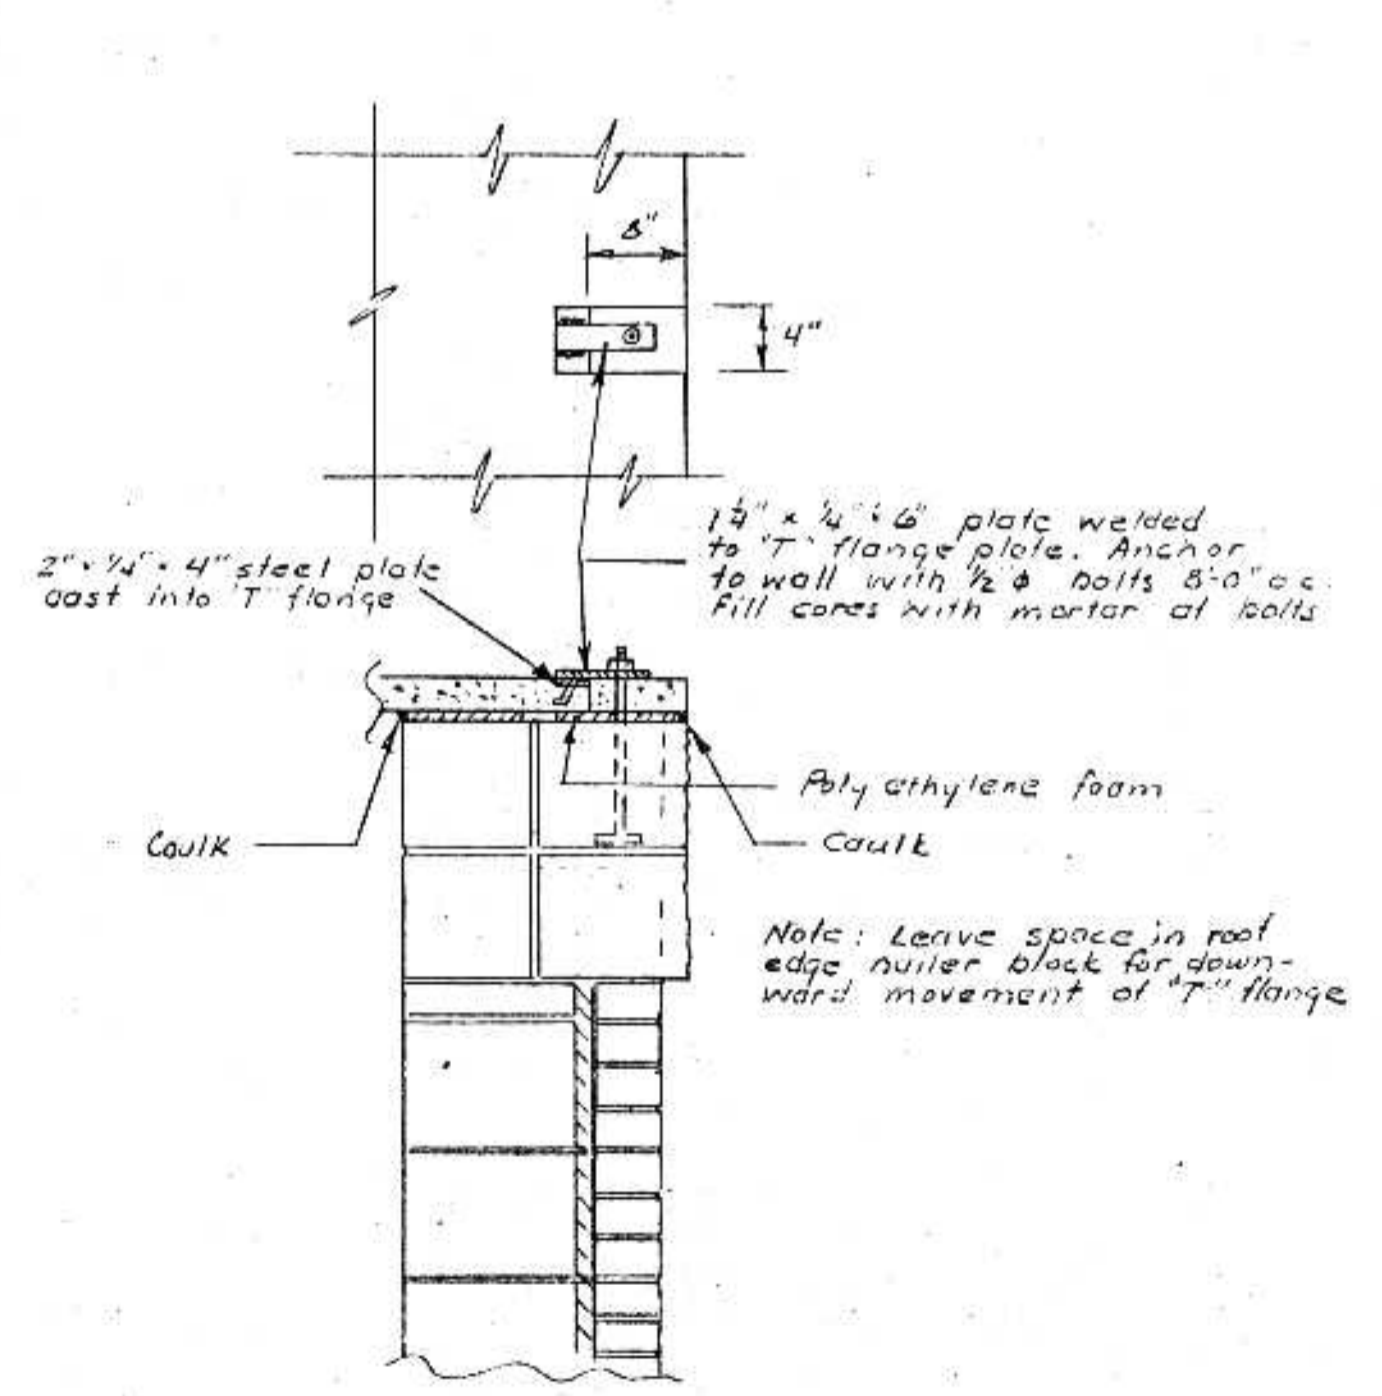 8"
4"
1¼" x ¼" x 6" plate welded
to "T" flange plate. Anchor
to wall with ½ φ bolts 8'-0" o c.
Fill cores with mortar at bolts
2" x ¼" x 4" steel plate
cast into "T" flange
Poly ethylene foam
Caulk
Caulk
Note: Leave space in roof
edge nailer block for down-
ward movement of "T" flange